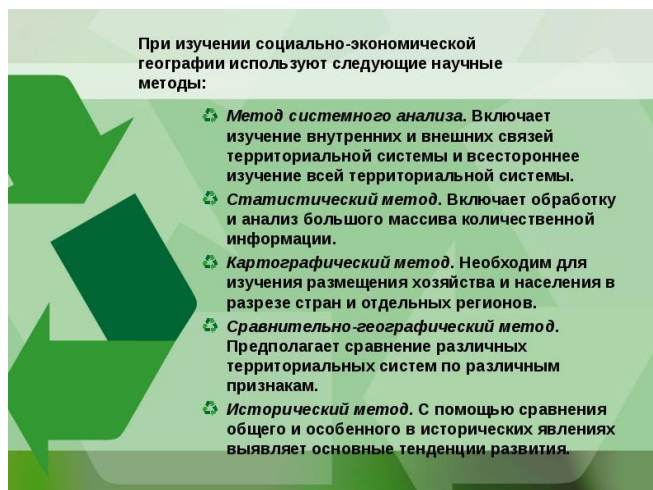 При изучении социально-экономической
географии используют следующие научные
методы:
Метод системного анализа. Включает
изучение внутренних и внешних связей
территориальной системы и всестороннее
изучение всей территориальной системы.
Статистический метод. Включает обработку
и анализ большого массива количественной
информации.
Картографический метод. Необходим для
изучения размещения хозяйства и населения в
разрезе стран и отдельных регионов.
Сравнительно-географический метод.
Предполагает сравнение различных
территориальных систем по различным
признакам.
Исторический метод. С помощью сравнения
общего и особенного в исторических явлениях
выявляет основные тенденции развития.